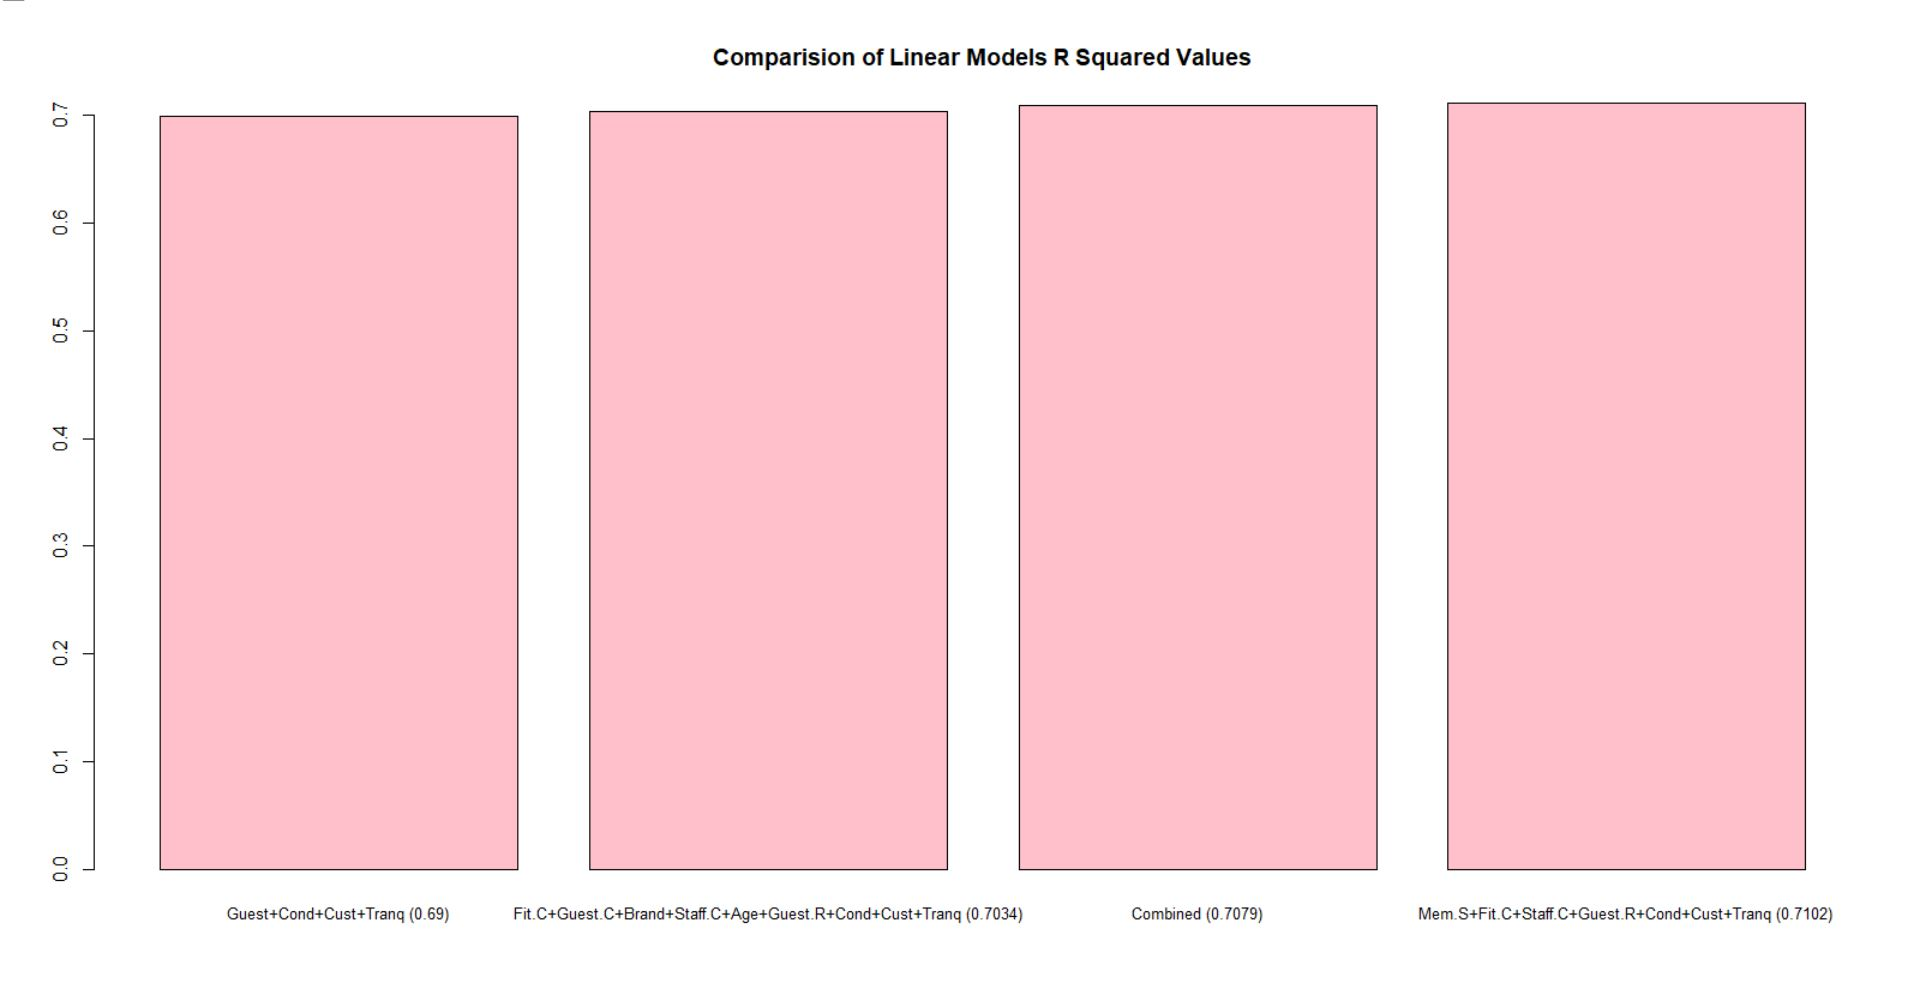 Comparision of Linear Models R Squared Values
0.7
0.6
0.5
0.4
0.3
0.2
0.1
0.0
Guest+Cond+Cust+Tranq (0.69)
Fit.C+Guest.C+Brand+Staff.C+Age+Guest.R+Cond+Cust+Tranq (0.7034)
Combined (0.7079)
Mem.S+Fit.C+Staff.C+Guest.R+Cond+Cust+Tranq (0.7102)